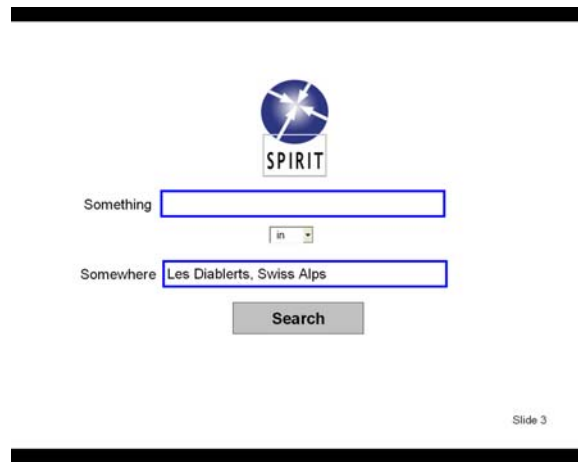 SPIRIT
Something
in
Somewhere Les Diablerts, Swiss Alps
Search
Slide 3